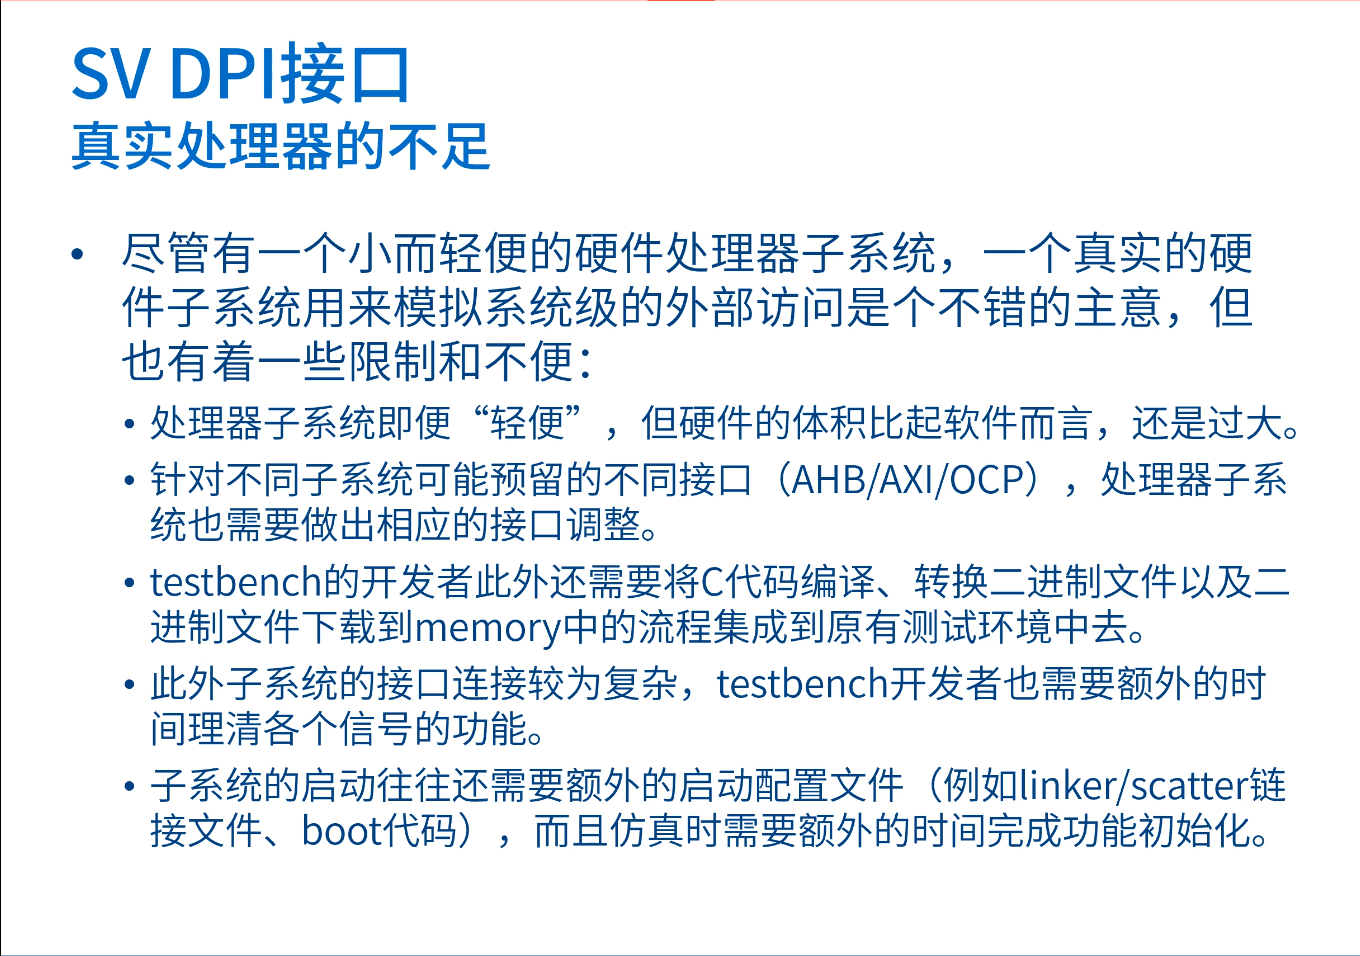 SV DPI接口
真实处理器的不足
• 尽管有一个小而轻便的硬件处理器子系统，一个真实的硬
件子系统用来模拟系统级的外部访问是个不错的主意，但
也有着一些限制和不便：
• 处理器子系统即便“轻便”，但硬件的体积比起软件而言，还是过大。
• 针对不同子系统可能预留的不同接口（AHB/AXI/OCP），处理器子系
统也需要做出相应的接口调整。
• testbench的开发者此外还需要将C代码编译、转换二进制文件以及二
进制文件下载到memory中的流程集成到原有测试环境中去。
• 此外子系统的接口连接较为复杂，testbench开发者也需要额外的时
间理清各个信号的功能。
• 子系统的启动往往还需要额外的启动配置文件（例如linker/scatter链
接文件、boot代码），而且仿真时需要额外的时间完成功能初始化。